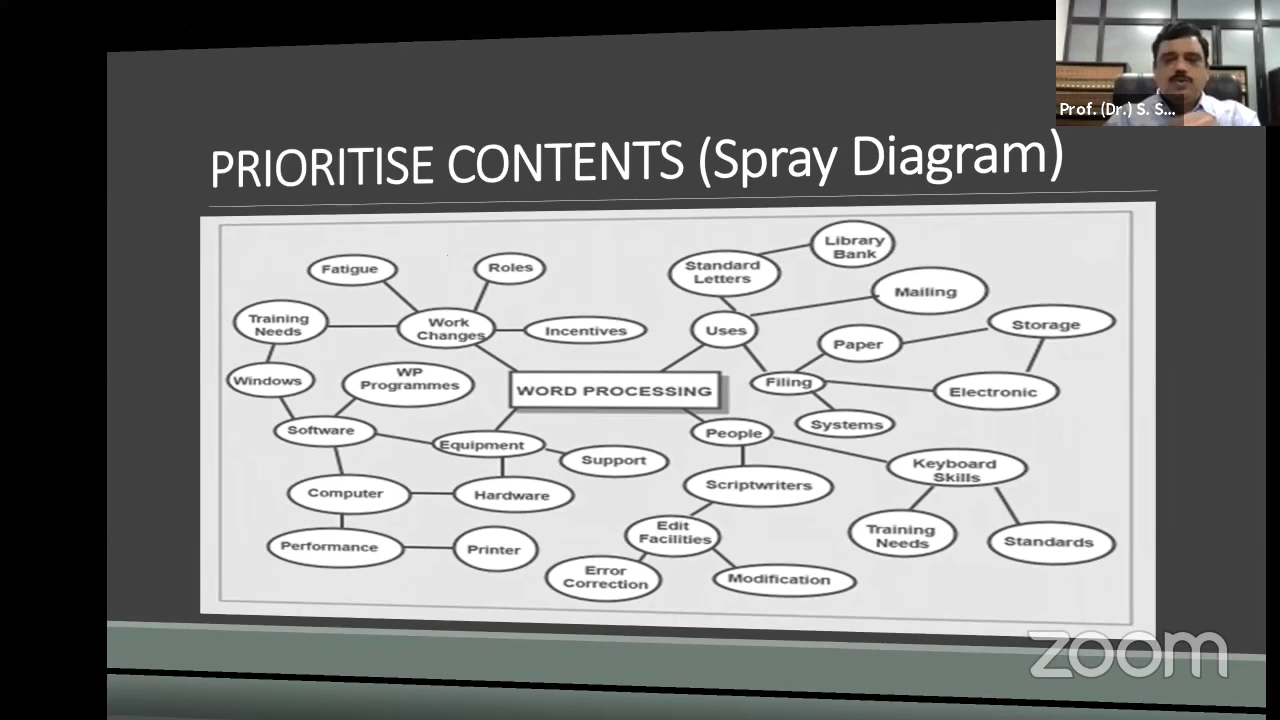 Prof. (Dr.) S. S...
PRIORITISE CONTENTS (Spray Diagram)
Library
Bank
Standard
Letters
Fatigue
Roles
Mailing
Training
Needs
Work
Changes
Incentives
Uses
Storage
Paper
Windows
WP
Programmes
WORD PROCESSING
Filing
Electronic
Systems
Software
Equipment
People
Support
Keyboard
Skills
Computer
Hardware
Scriptwriters
Performance
Printer
Edit
Facilities
Training
Needs
Standards
Error
Correction
Modification
zoom